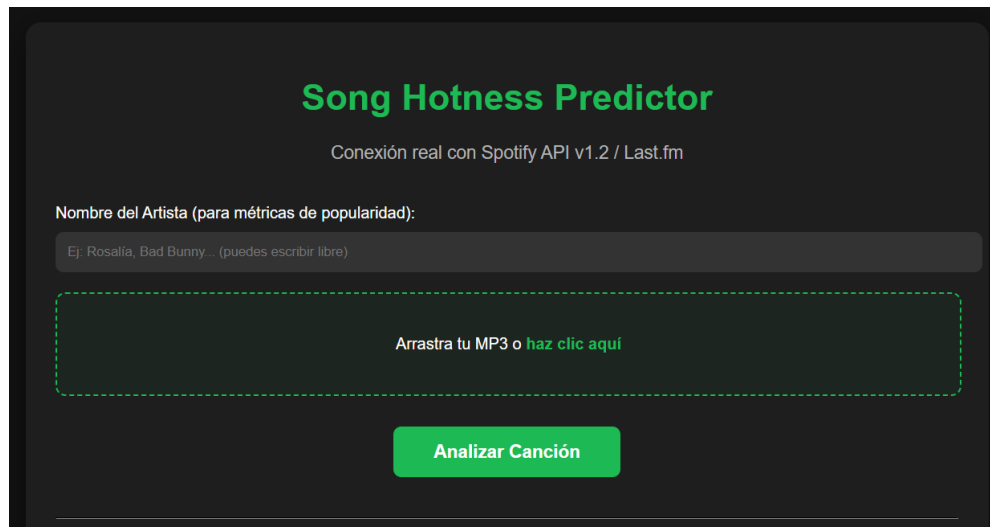 Song Hotness Predictor
Conexión real con Spotify API v1.2 / Last.fm
Nombre del Artista (para métricas de popularidad):
Ej: Rosalía, Bad Bunny... (puedes escribir libre)
Arrastra tu MP3 o haz clic aquí
Analizar Canción